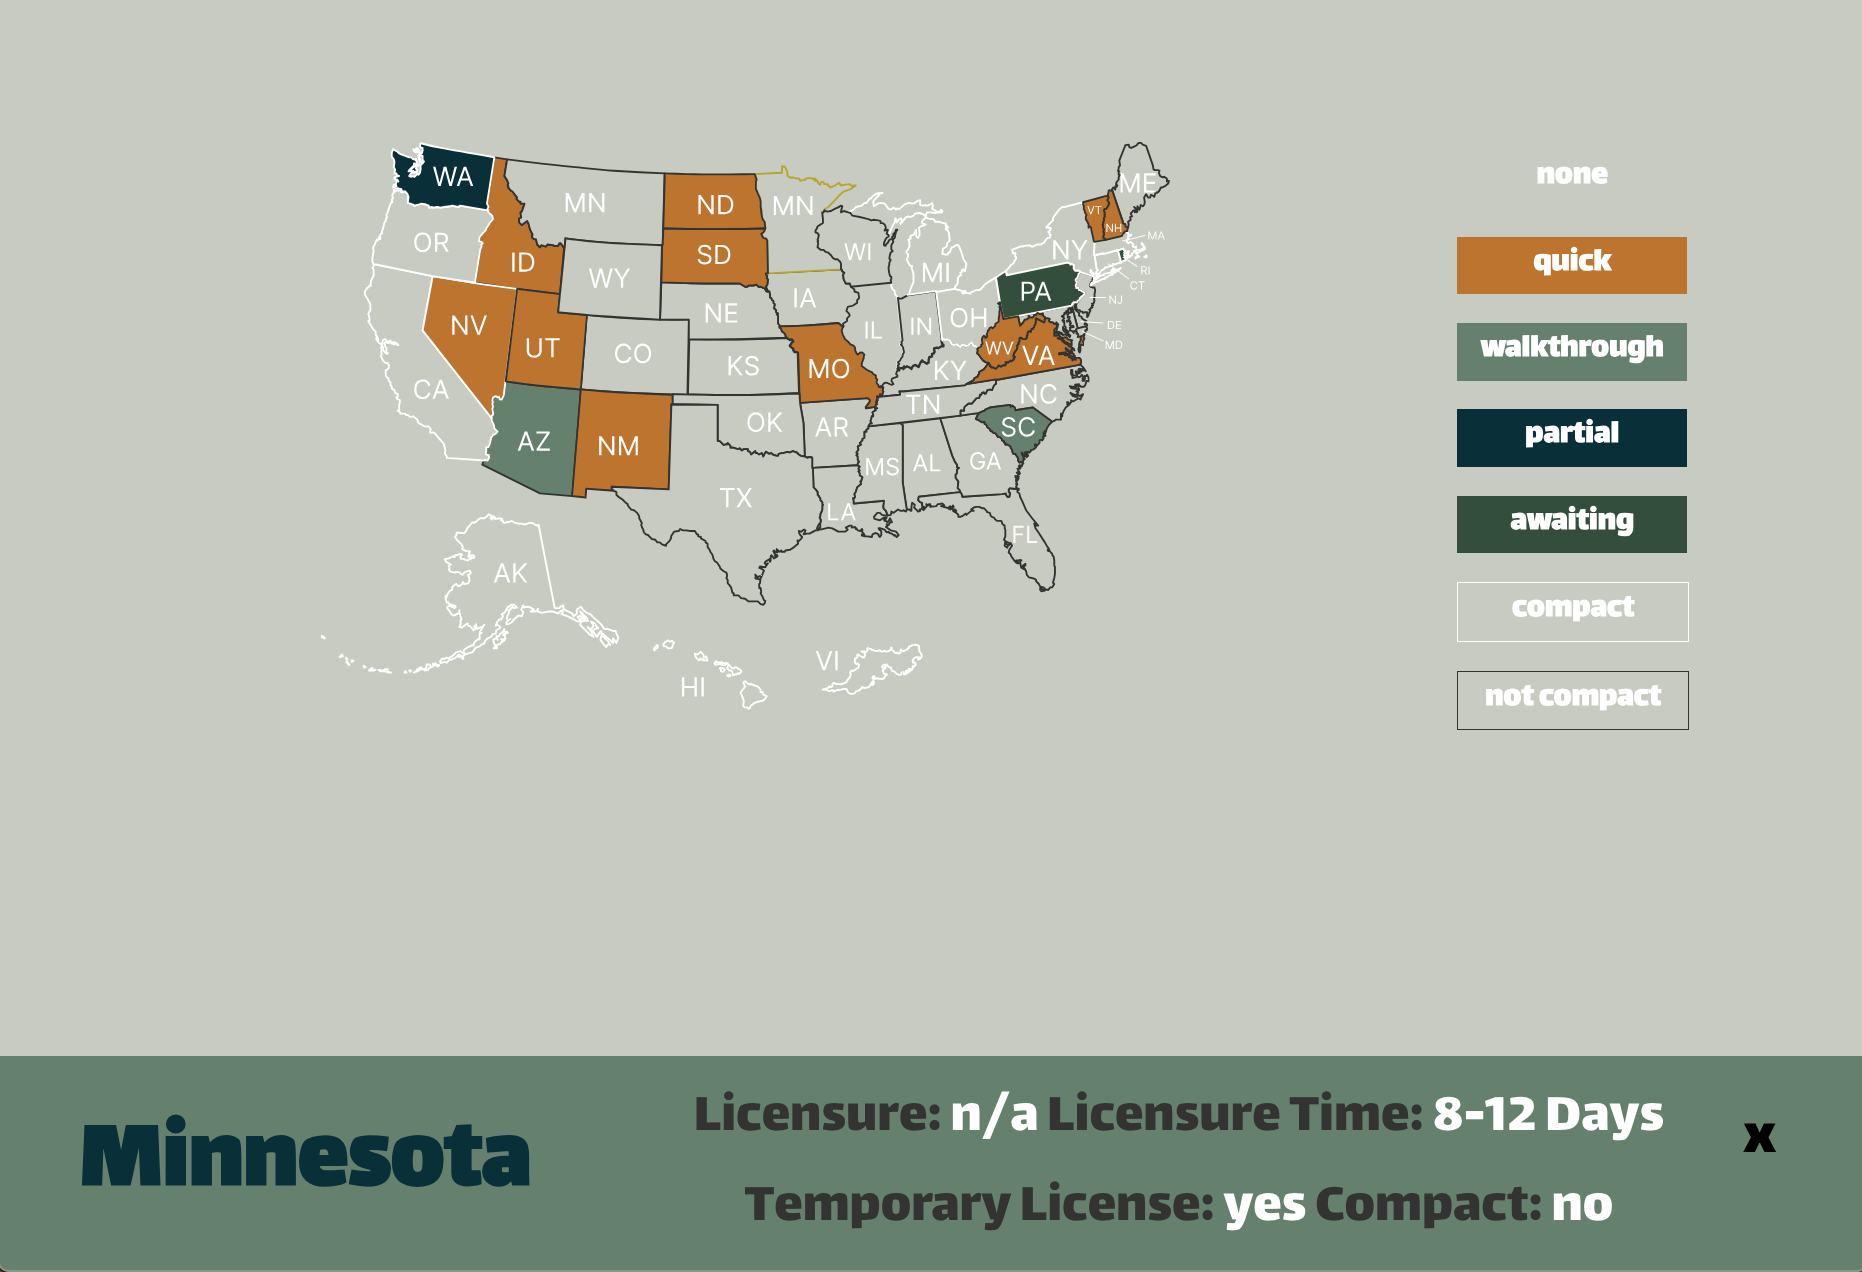 WA
MN
ND
MN
ME
OR
ID
SD
WI
VT
NH
MA
NY
WY
MI
RI
CT
PA
NE
IA
NJ
NV
UT
CO
IL
IN
OH
DE
MD
KS
MO
WV
VA
KY
CA
AZ
NM
OK
AR
TN
NC
SC
TX
MS
AL
GA
LA
FL
AK
HI
VI
none
quick
walkthrough
partial
awaiting
compact
not compact
Minnesota
Licensure: n/a Licensure Time: 8-12 Days
Temporary License: yes Compact: no
x